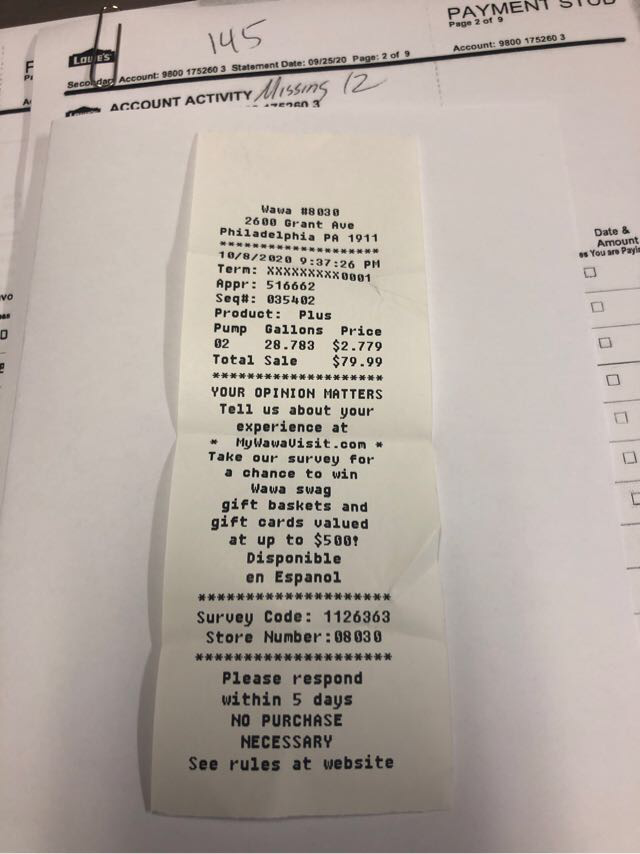 145
PAYMENT STUB
Page 2 of 9
LOWE'S
Secondary Account: 9800 175260 3 Statement Date: 09/25/20 Page: 2 of 9
Account: 9800 175260 3
ACCOUNT ACTIVITY Missing 12
Wawa #8030
2600 Grant Ave
Philadelphia PA 1911
********************
10/8/2020 9:37:26 PM
Term: XXXXXXXXX0001
Appr: 516662
Seq#: 035402
Product: Plus
Pump Gallons Price
02 28.783 $2.779
Total Sale $79.99
********************
YOUR OPINION MATTERS
Tell us about your
experience at
* MyWawaVisit.com *
Take our survey for
a chance to win
Wawa swag
gift baskets and
gift cards valued
at up to $500!
Disponible
en Espanol
********************
Survey Code: 1126363
Store Number:08030
********************
Please respond
within 5 days
NO PURCHASE
NECESSARY
See rules at website
Date &
Amount